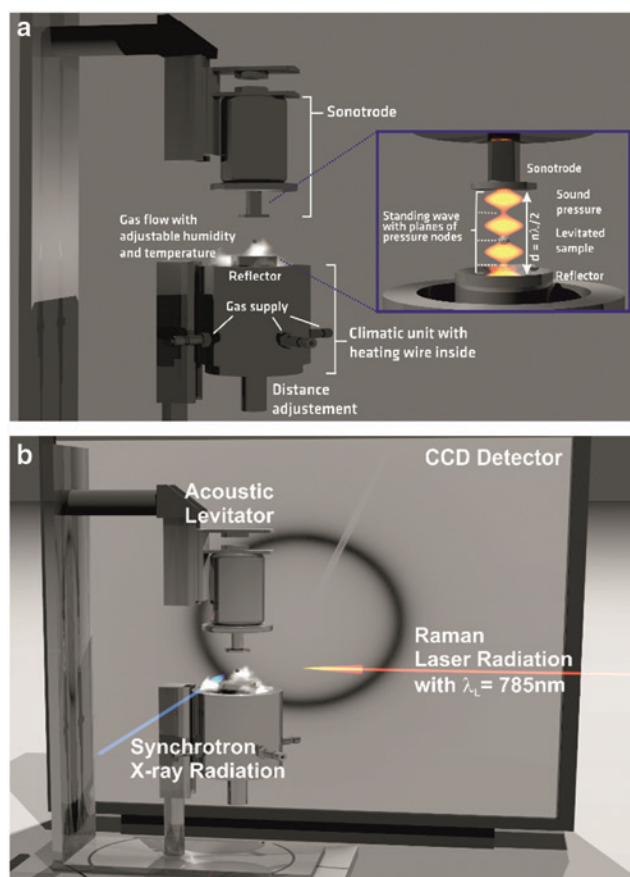 a
Sonotrode
Gas flow with
adjustable humidity
and temperature
Reflector
Gas supply
Climatic unit with
heating wire inside
Distance
adjustement
Sonotrode
Standing wave
with planes of
pressure nodes
d = nλ/2
Sound
pressure
Levitated
sample
Reflector
b
CCD Detector
Acoustic
Levitator
Raman
Laser Radiation
with λL= 785nm
Synchrotron
X-ray Radiation